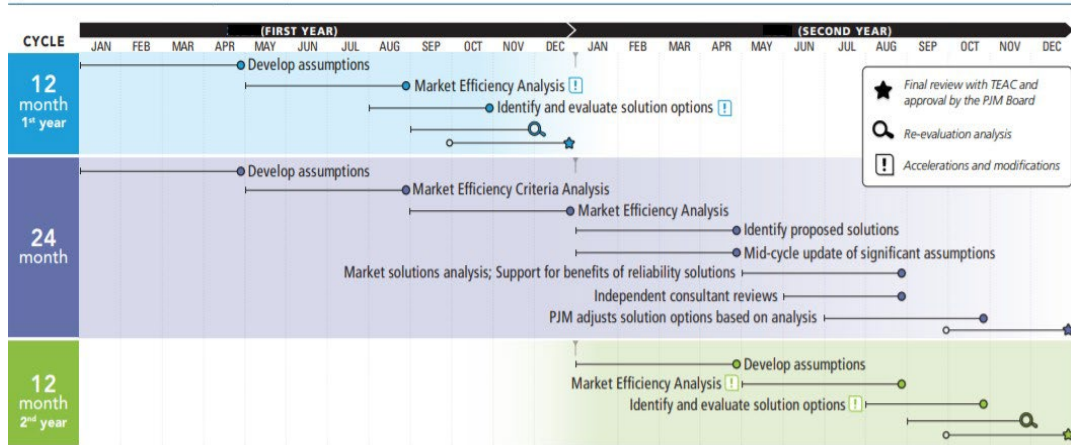 (FIRST YEAR) (SECOND YEAR)
CYCLE JAN FEB MAR APR MAY JUN JUL AUG SEP OCT NOV DEC JAN FEB MAR APR MAY JUN JUL AUG SEP OCT NOV DEC
12
month
1st year
Develop assumptions
Market Efficiency Analysis !
Identify and evaluate solution options !
Final review with TEAC and
approval by the PJM Board
Re-evaluation analysis
! Accelerations and modifications
24
month
Develop assumptions
Market Efficiency Criteria Analysis
Market Efficiency Analysis
Identify proposed solutions
Mid-cycle update of significant assumptions
Market solutions analysis; Support for benefits of reliability solutions
Independent consultant reviews
PJM adjusts solution options based on analysis
12
month
2nd year
Develop assumptions
Market Efficiency Analysis !
Identify and evaluate solution options !